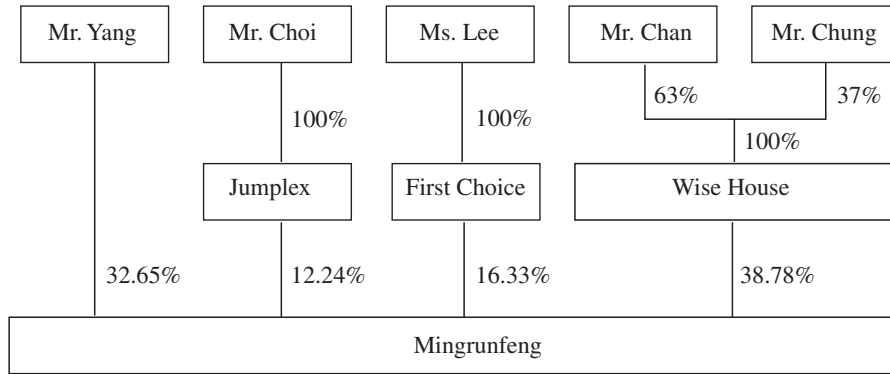 Mr. Yang
Mr. Choi
Ms. Lee
Mr. Chan
Mr. Chung
63%
37%
100%
100%
100%
Jumplex
First Choice
Wise House
32.65%
12.24%
16.33%
38.78%
Mingrunfeng